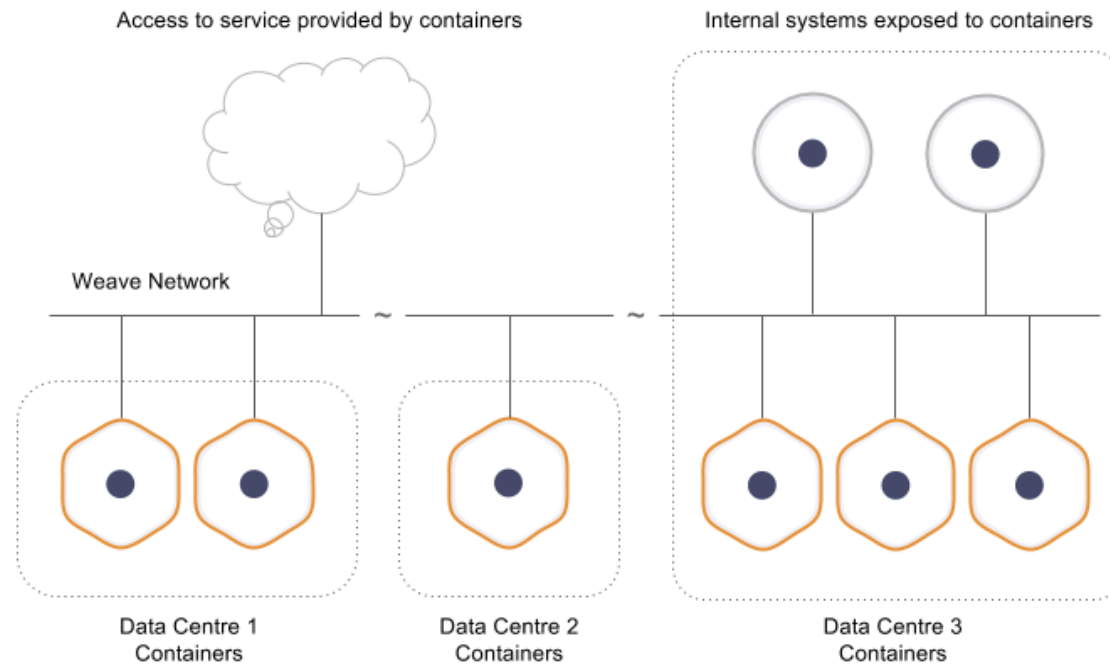 Access to service provided by containers
Internal systems exposed to containers
Weave Network
~
~
Data Centre 1
Containers
Data Centre 2
Containers
Data Centre 3
Containers